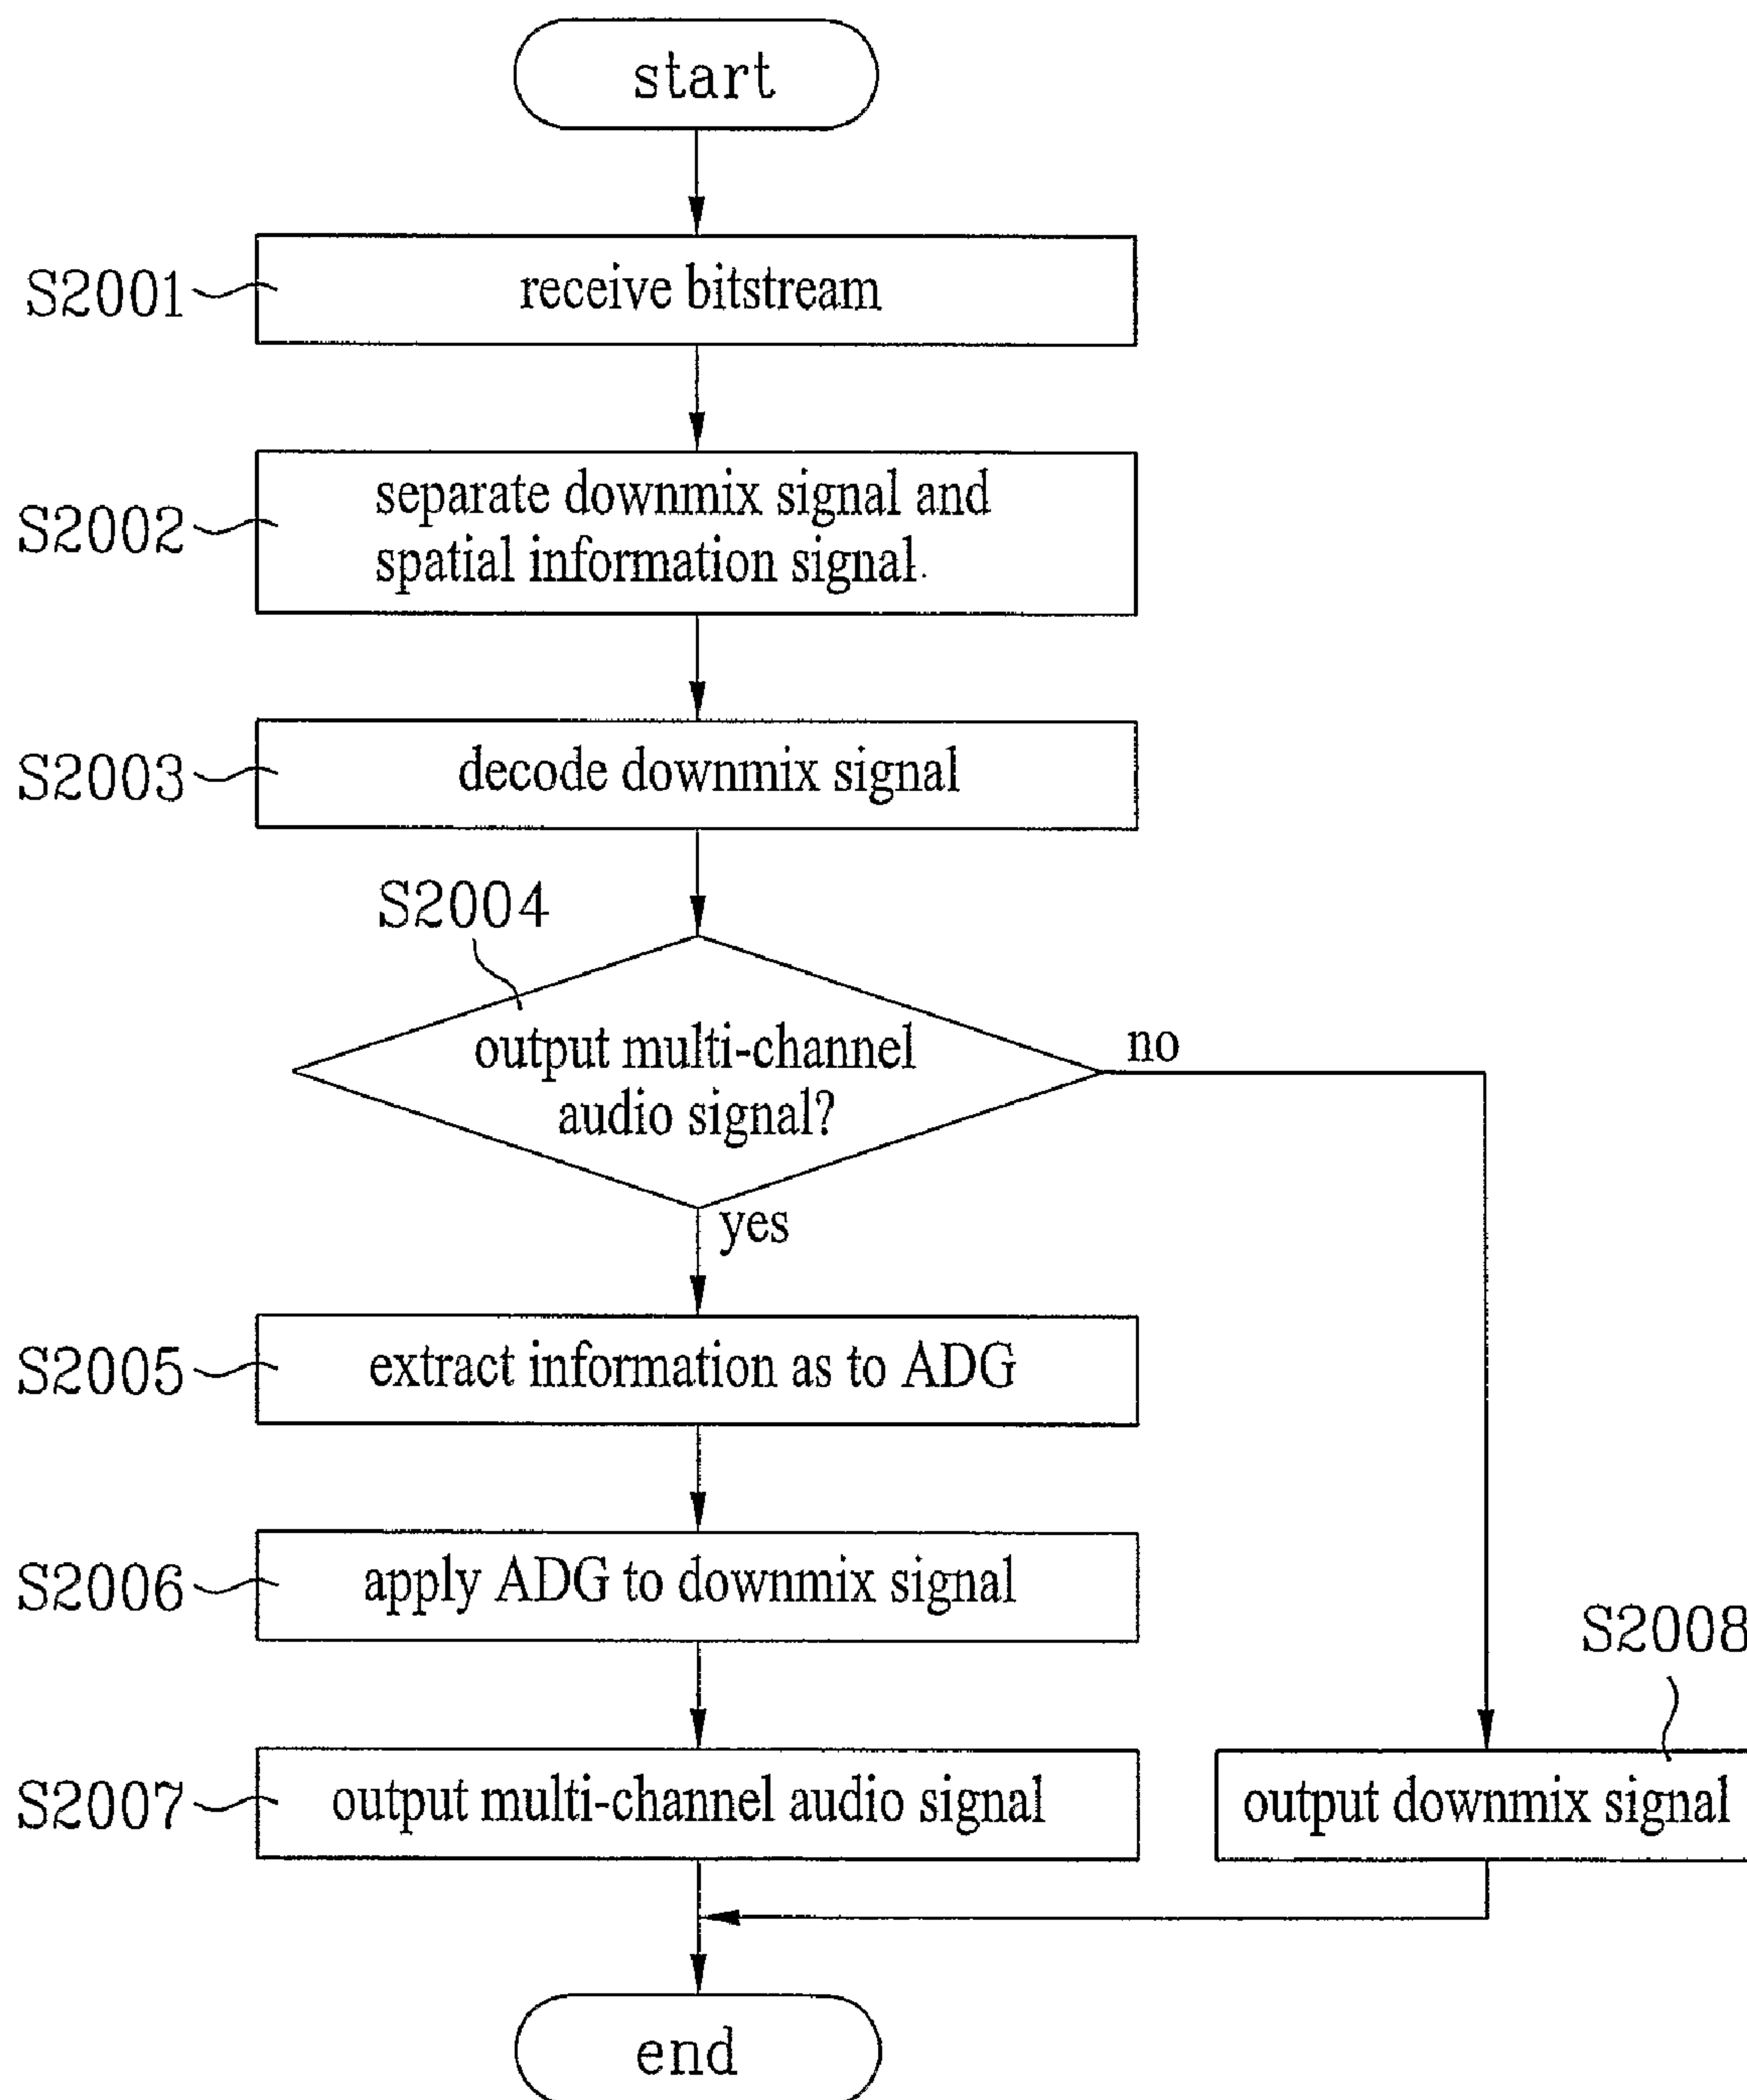 start
S2001
receive bitstream
S2002
separate downmix signal and
spatial information signal.
S2003
decode downmix signal
S2004
output multi-channel
audio signal?
no
yes
S2005
extract information as to ADG
S2006
apply ADG to downmix signal
S2008
S2007
output multi-channel audio signal
output downmix signal
end